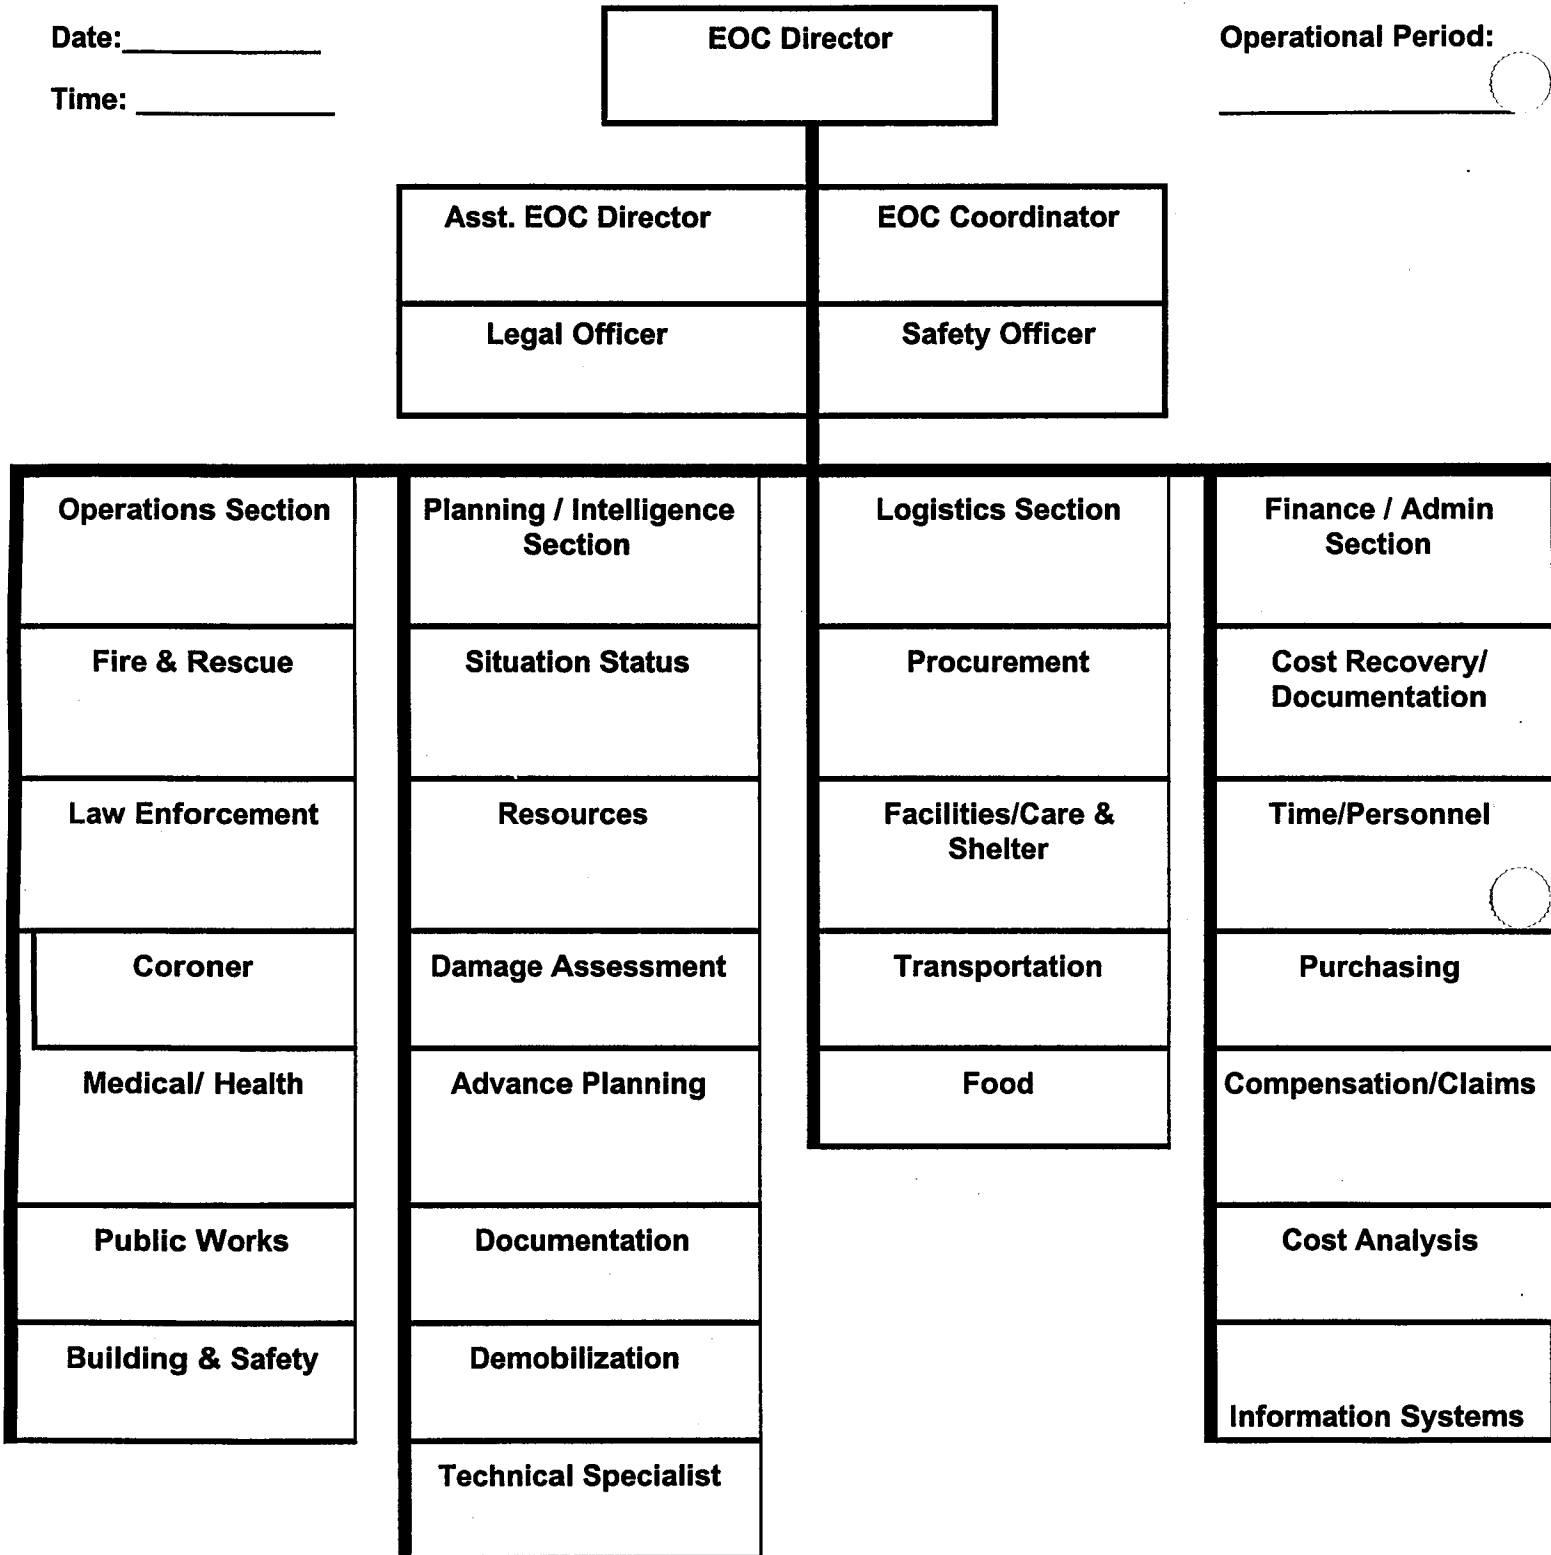 Date:
Time:
EOC Director
Operational Period:
Asst. EOC Director
EOC Coordinator
Legal Officer
Safety Officer
Operations Section
Fire & Rescue
Law Enforcement
Coroner
Medical/ Health
Public Works
Building & Safety
Planning / Intelligence
Section
Situation Status
Resources
Damage Assessment
Advance Planning
Documentation
Demobilization
Technical Specialist
Logistics Section
Procurement
Facilities/Care &
Shelter
Transportation
Food
Finance / Admin
Section
Cost Recovery/
Documentation
Time/Personnel
Purchasing
Compensation/Claims
Cost Analysis
Information Systems